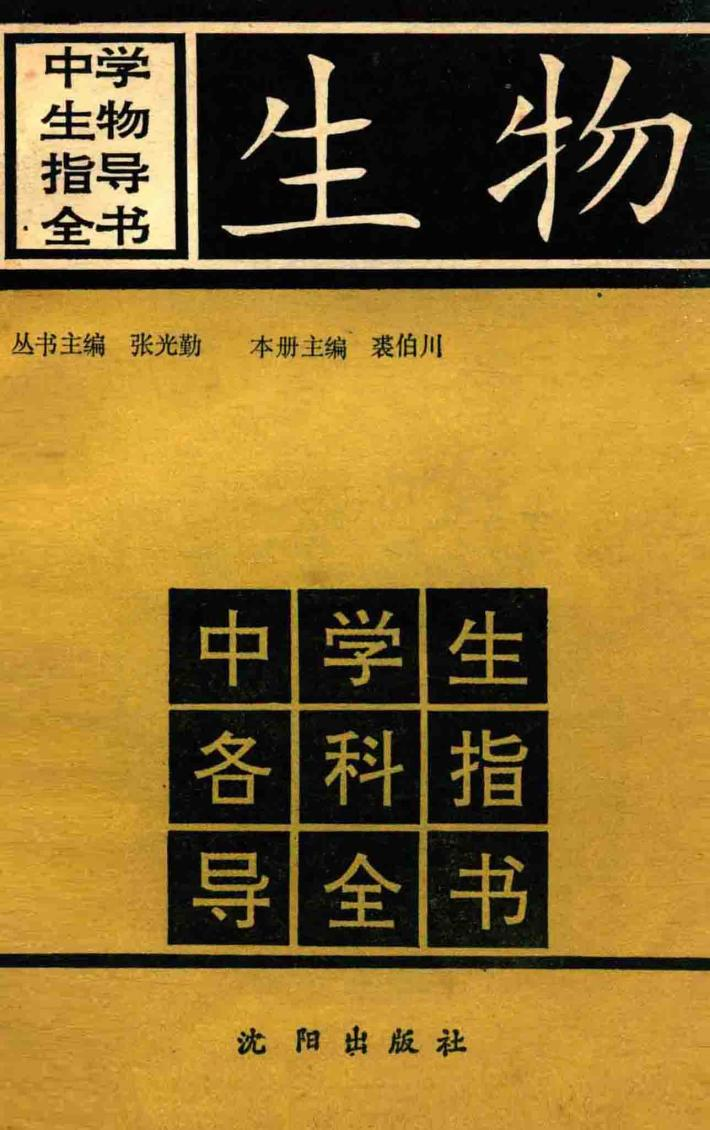 中学
生物
指导
全书
生物
丛书主编 张光勤 本册主编 裘伯川
中学生
各科指
导全书
沈阳出版社